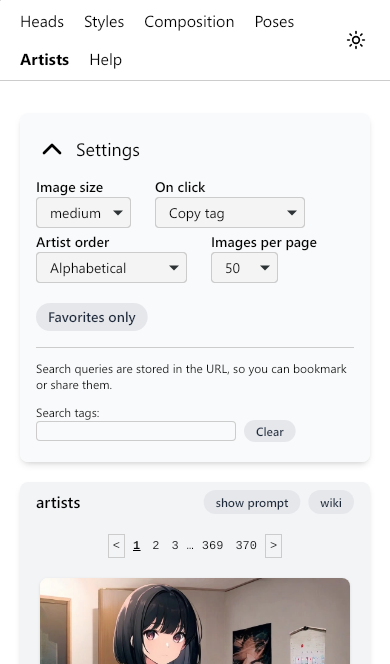 Heads Styles Composition Poses
Artists Help
Settings
Image size On click
medium Copy tag
Artist order Images per page
Alphabetical 50
Favorites only
Search queries are stored in the URL, so you can bookmark
or share them.
Search tags:
Clear
artists show prompt wiki
< 1 2 3 … 369 370 >